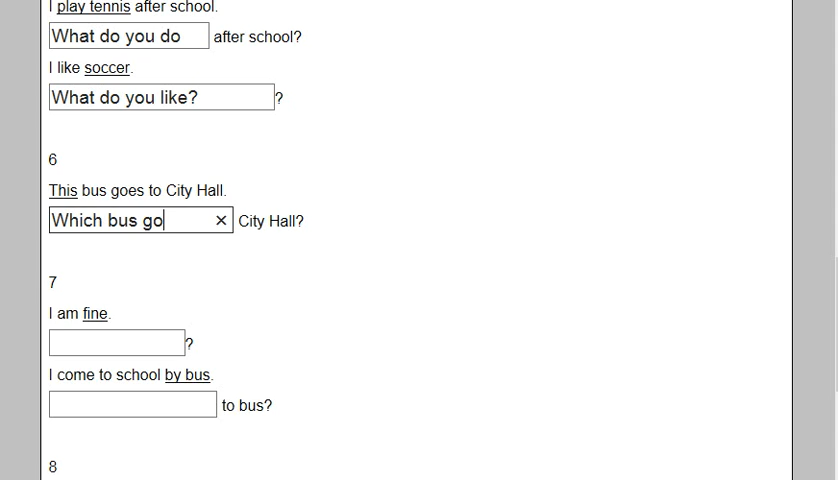 I play tennis after school.
What do you do after school?
I like soccer.
What do you like? ?
6
This bus goes to City Hall.
Which bus go × City Hall?
7
I am fine.
?
I come to school by bus.
to bus?
8